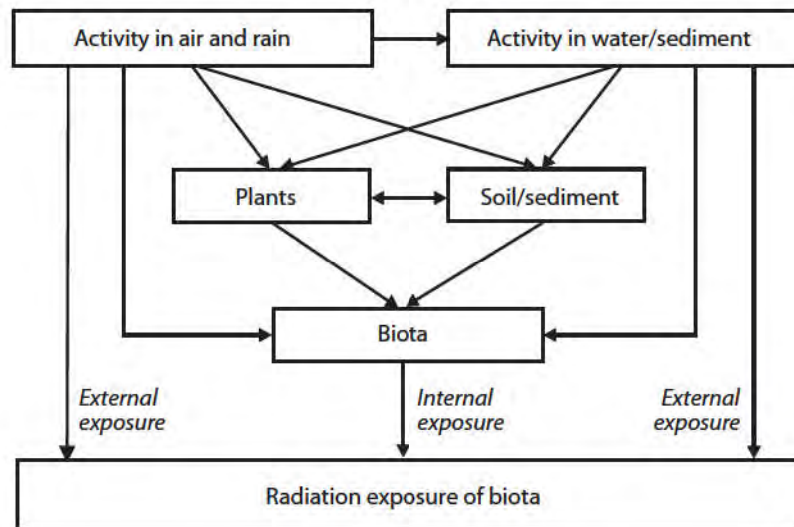 Activity in air and rain
Activity in water/sediment
Plants
Soil/sediment
Biota
External
exposure
Internal
exposure
External
exposure
Radiation exposure of biota